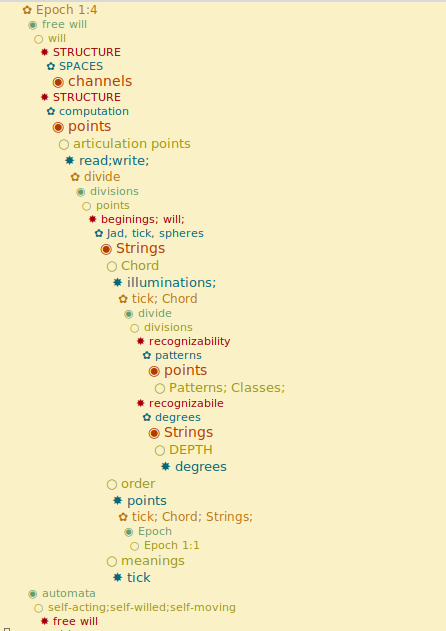 Epoch 1:4
free will
will
STRUCTURE
SPACES
channels
STRUCTURE
computation
points
articulation points
read;write;
divide
divisions
points
beginings; will;
Jad, tick, spheres
Strings
Chord
illuminations;
tick; Chord
divide
divisions
recognizability
patterns
points
Patterns; Classes;
recognizabile
degrees
Strings
DEPTH
degrees
order
points
tick; Chord; Strings;
Epoch
Epoch 1:1
meanings
tick
automata
self-acting;self-willed;self-moving
free will